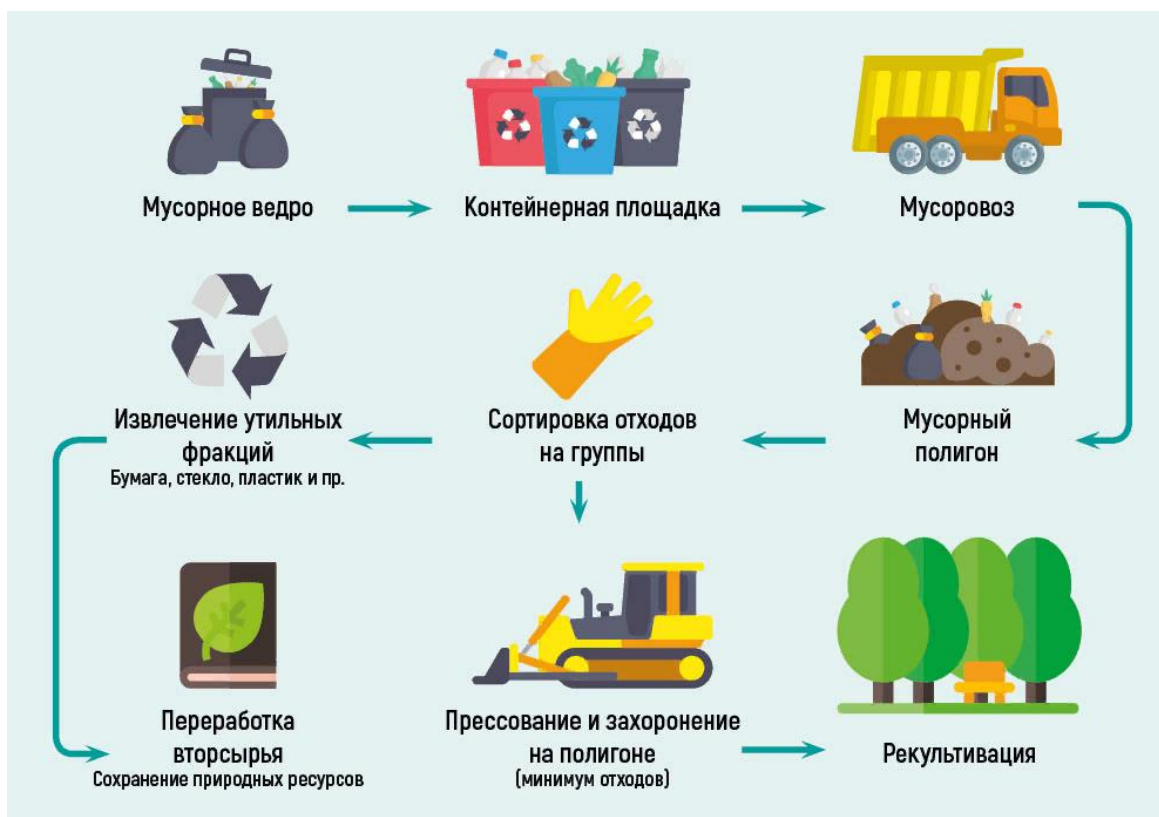 Мусорное ведро
Контейнерная площадка
Мусоровоз
Извлечение утильных
фракций
Бумага, стекло, пластик и пр.
Сортировка отходов
на группы
Мусорный
полигон
Переработка
вторсырья
Сохранение природных ресурсов
Прессование и захоронение
на полигоне
(минимум отходов)
Рекультивация